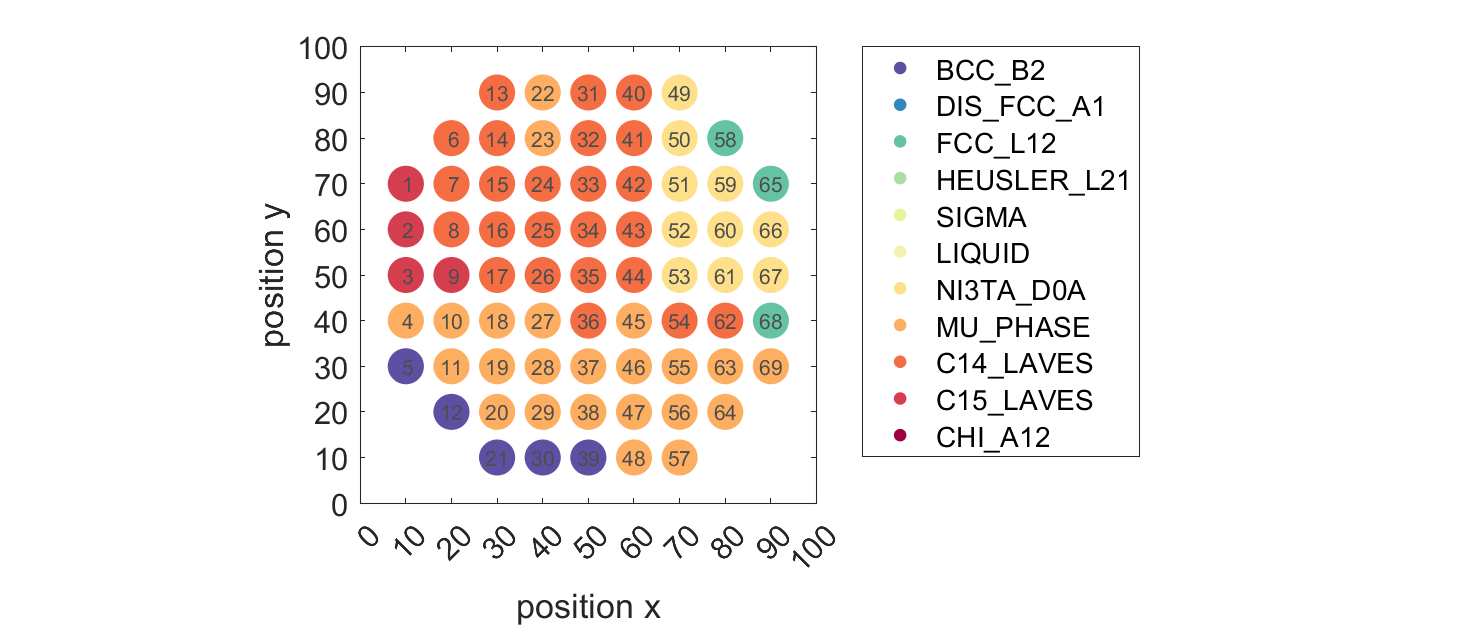 100
90
80
70
60
50
40
30
20
10
0
position y
13 22 31 40 49
6 14 23 32 41 50 58
1 7 15 24 33 42 51 59 65
2 8 16 25 34 43 52 60 66
3 9 17 26 35 44 53 61 67
4 10 18 27 36 45 54 62 68
5 11 19 28 37 46 55 63 69
12 20 29 38 47 56 64
21 30 39 48 57
0 10 20 30 40 50 60 70 80 90 100
position x
BCC_B2
DIS_FCC_A1
FCC_L12
HEUSLER_L21
SIGMA
LIQUID
NI3TA_D0A
MU_PHASE
C14_LAVES
C15_LAVES
CHI_A12